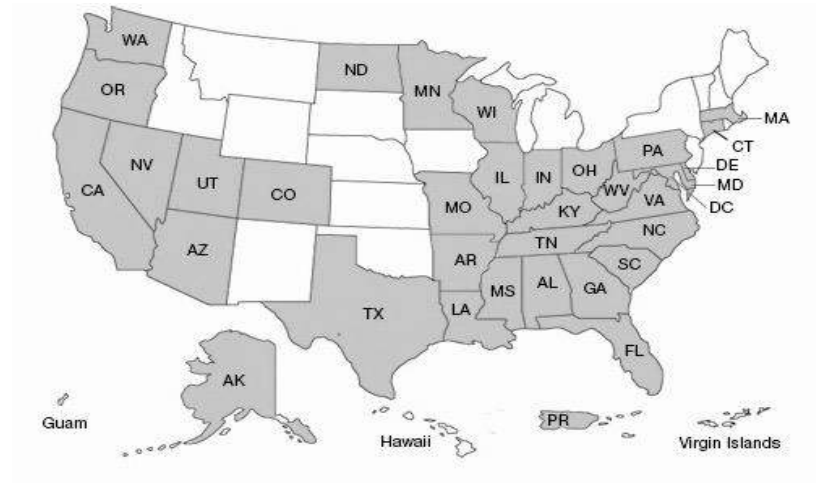 WA
OR
ND
MN
WI
MA
CT
PA
DE
MD
DC
NV
UT
CO
CA
IL
IN
OH
WV
VA
MO
KY
NC
AZ
TN
AR
SC
MS
AL
GA
LA
TX
FL
AK
PR
Guam
Hawaii
Virgin Islands